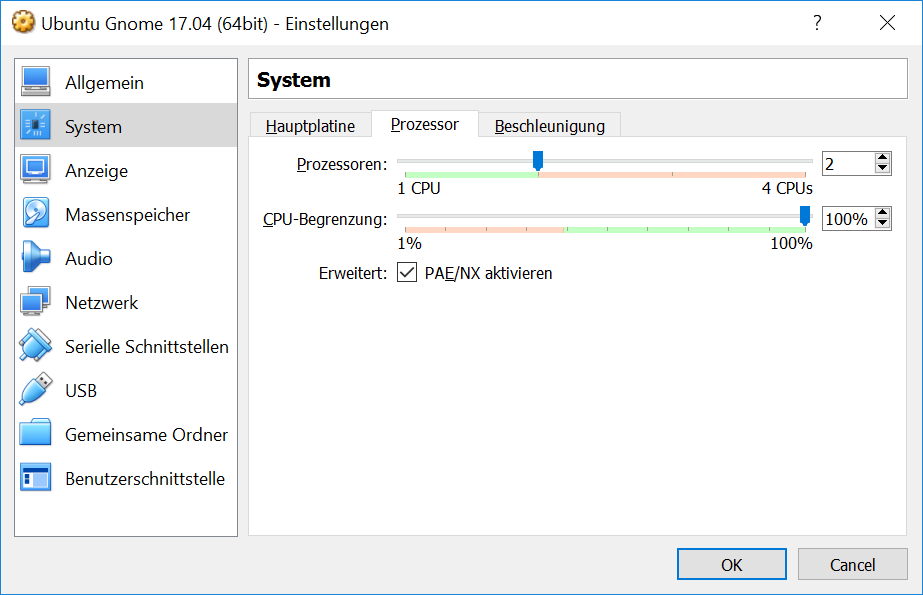 Ubuntu Gnome 17.04 (64bit) - Einstellungen ?
Allgemein
System
Anzeige
Massenspeicher
Audio
Netzwerk
Serielle Schnittstellen
USB
Gemeinsame Ordner
Benutzerschnittstelle
System
Hauptplatine Prozessor Beschleunigung
Prozessoren: 2
1 CPU 4 CPUs
CPU-Begrenzung: 100%
1% 100%
Erweitert: PAE/NX aktivieren
OK Cancel